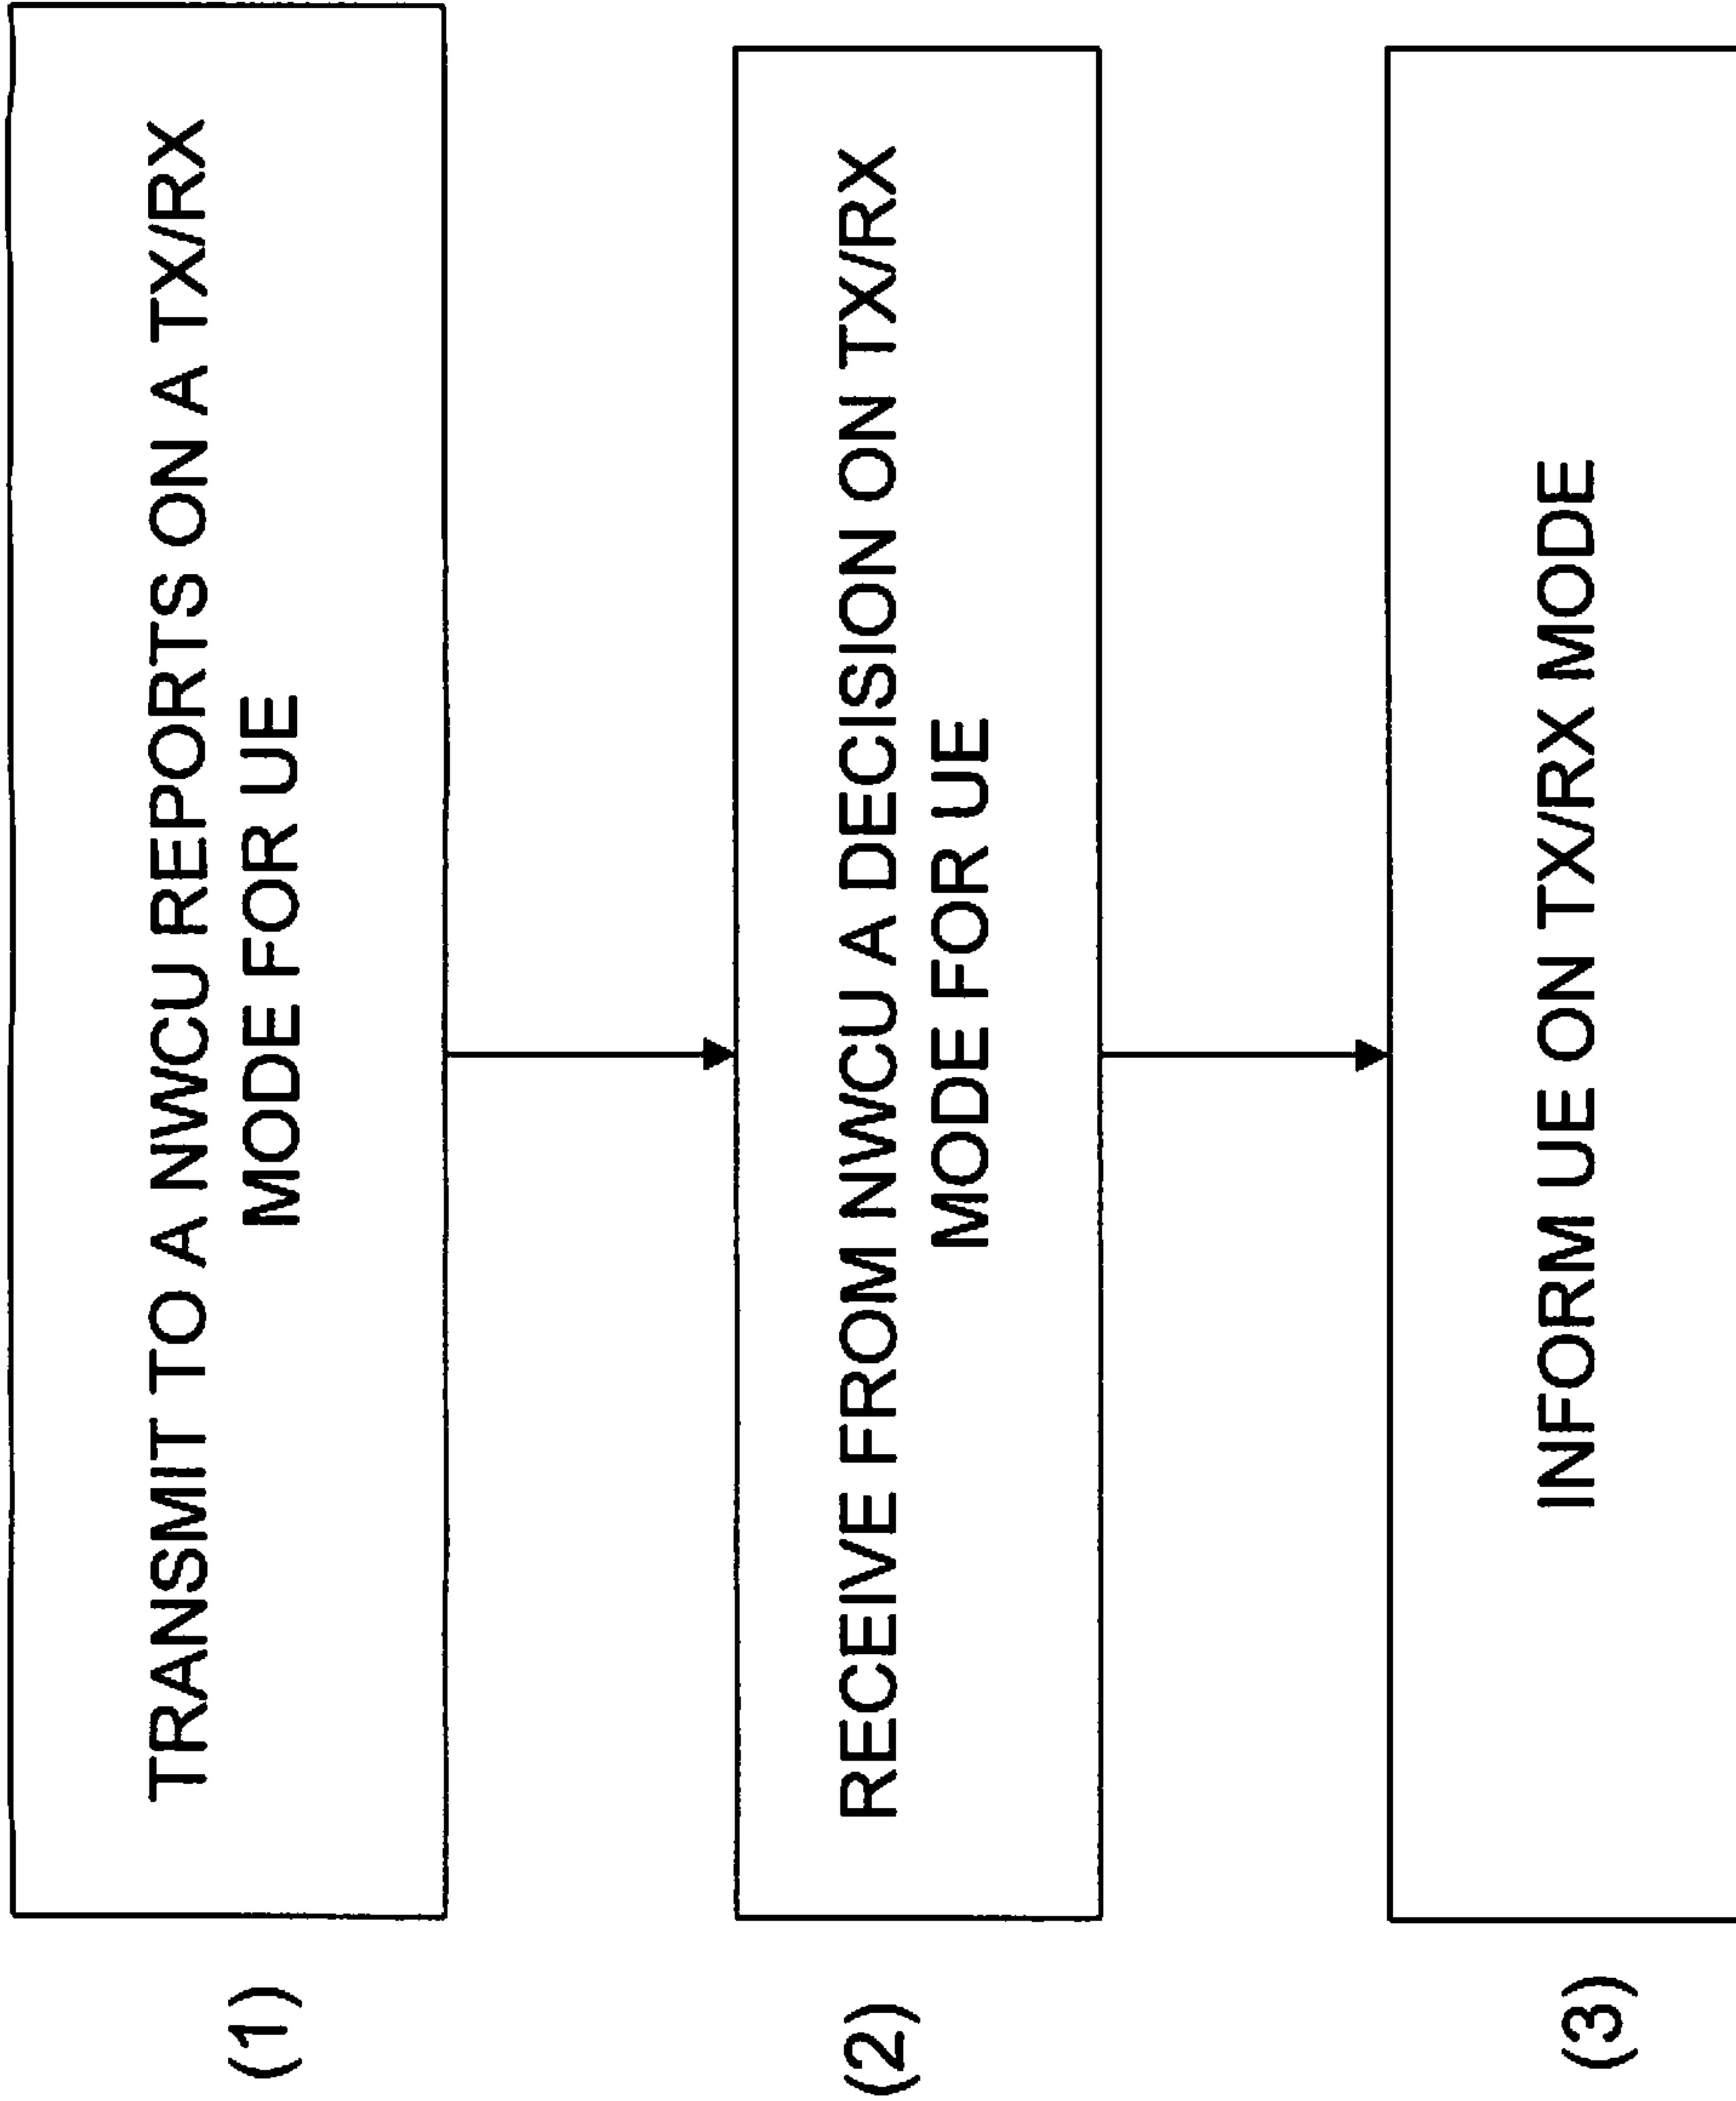 (1)
TRANSMIT TO A NWCU REPORTS ON A TX/RX
MODE FOR UE
(2)
RECEIVE FROM NWCU A DECISION ON TX/RX
MODE FOR UE
(3)
INFORM UE ON TX/RX MODE